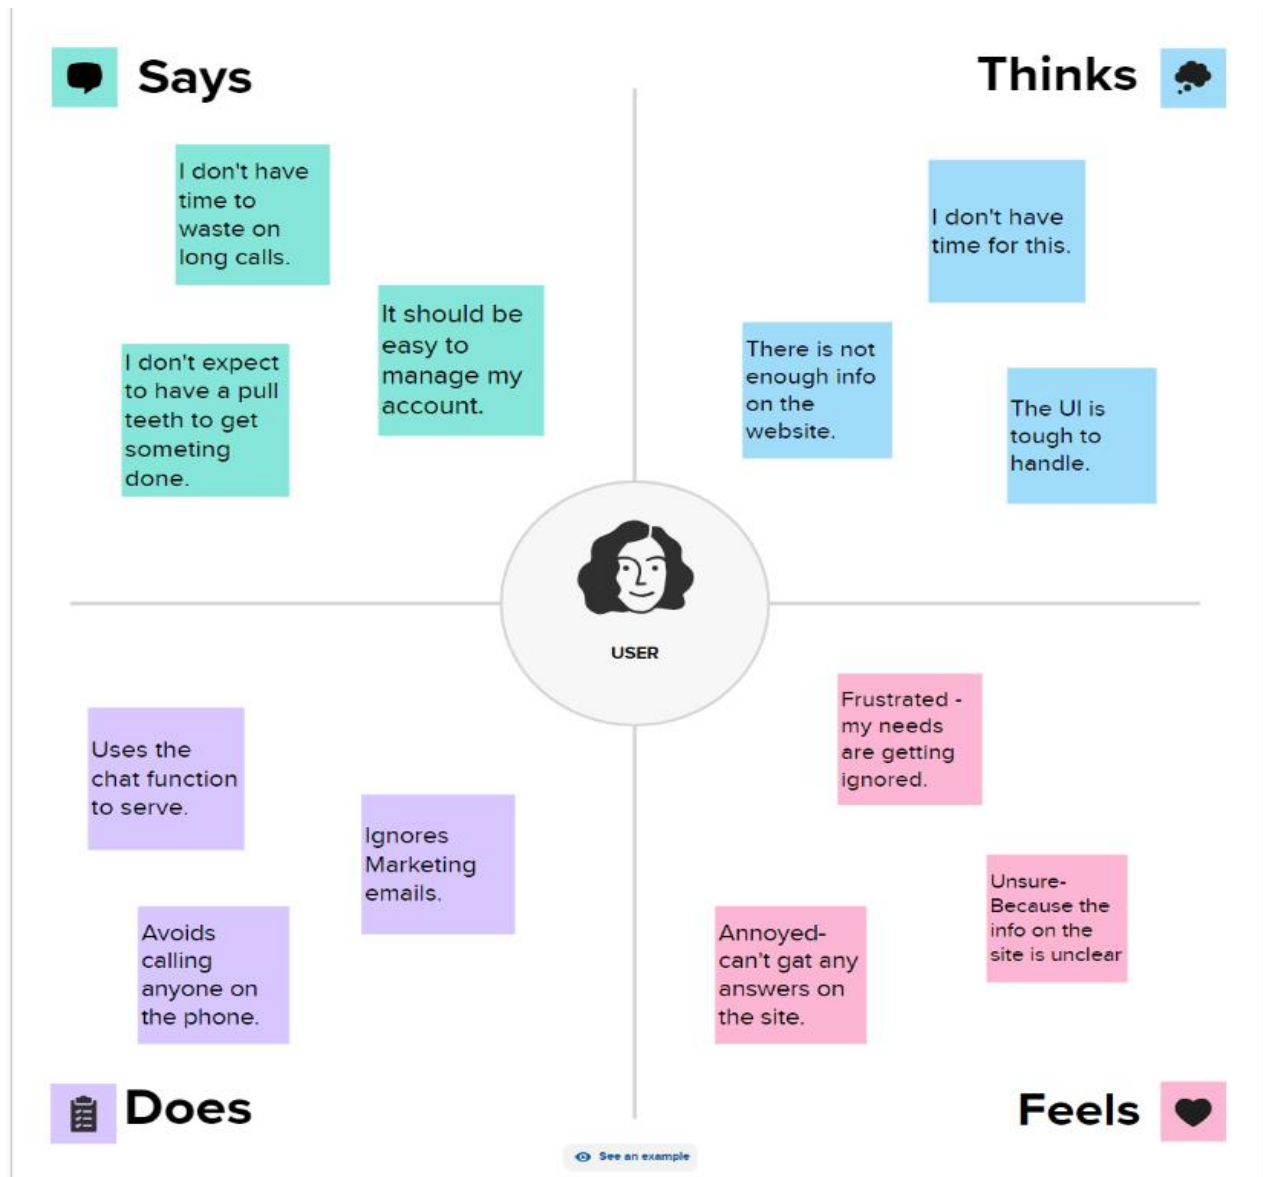 Says
I don't have
time to
waste on
long calls.
It should be
easy to
manage my
account.
I don't expect
to have a pull
teeth to get
someting
done.
Thinks
I don't have
time for this.
There is not
enough info
on the
website.
The UI is
tough to
handle.
USER
Uses the
chat function
to serve.
Ignores
Marketing
emails.
Avoids
calling
anyone on
the phone.
Does
Frustrated -
my needs
are getting
ignored.
Unsure-
Because the
info on the
site is unclear
Annoyed-
can't gat any
answers on
the site.
Feels
See an example